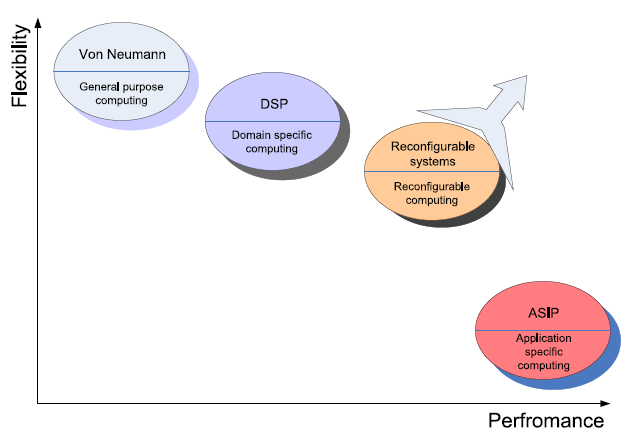 Flexibility
Von Neumann
General purpose
computing
DSP
Domain specific
computing
Reconfigurable
systems
Reconfigurable
computing
ASIP
Application
specific
computing
Perfromance